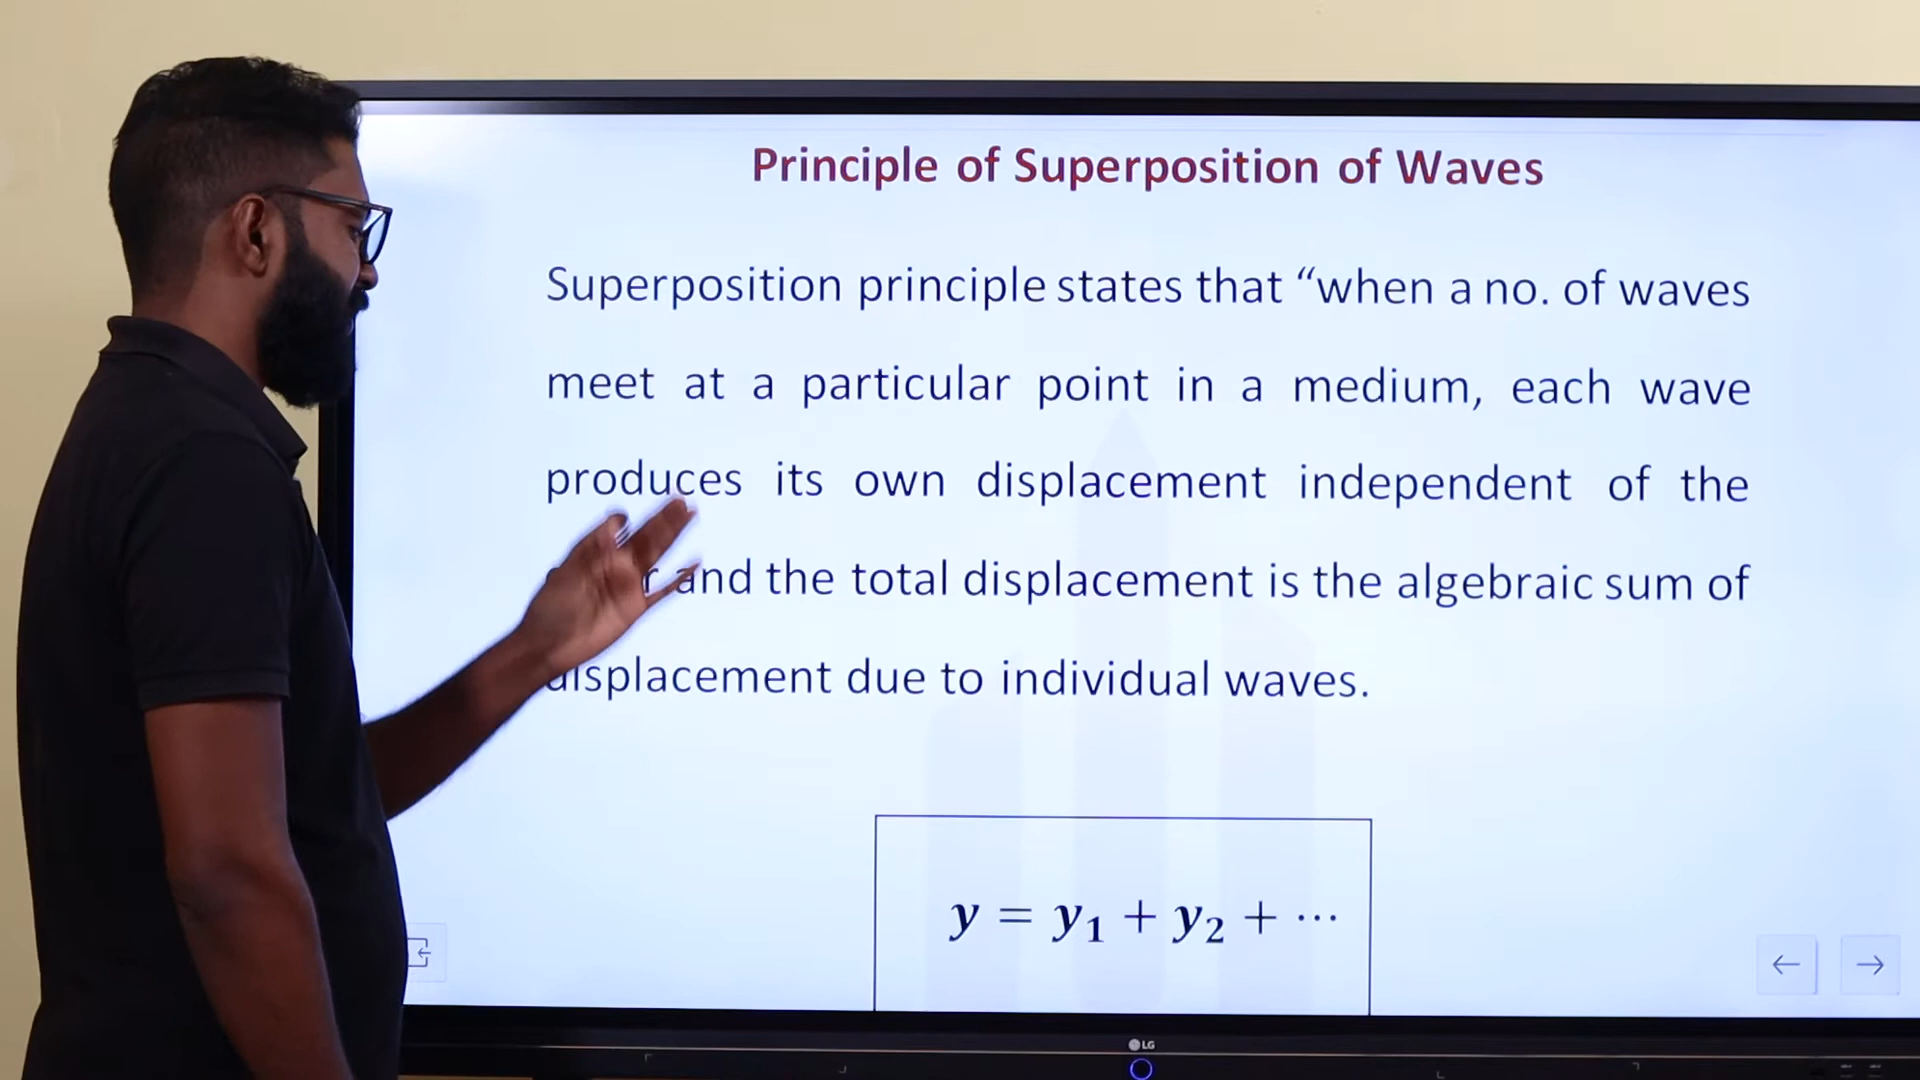 Principle of Superposition of Waves
Superposition principle states that “when a no. of waves
meet at a particular point in a medium, each wave
produces its own displacement independent of the
and the total displacement is the algebraic sum of
displacement due to individual waves.
y = y₁ + y₂ + ⋯
LG